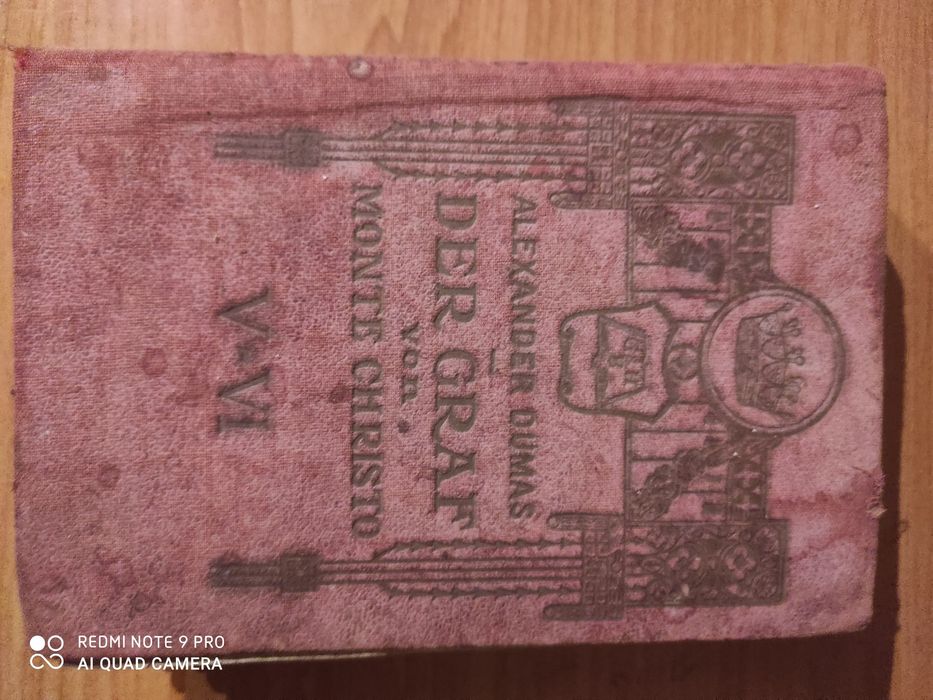 ALEXANDER DUMAS
DER GRAF
von
MONTE CHRISTO
V•VI
REDMI NOTE 9 PRO
AI QUAD CAMERA